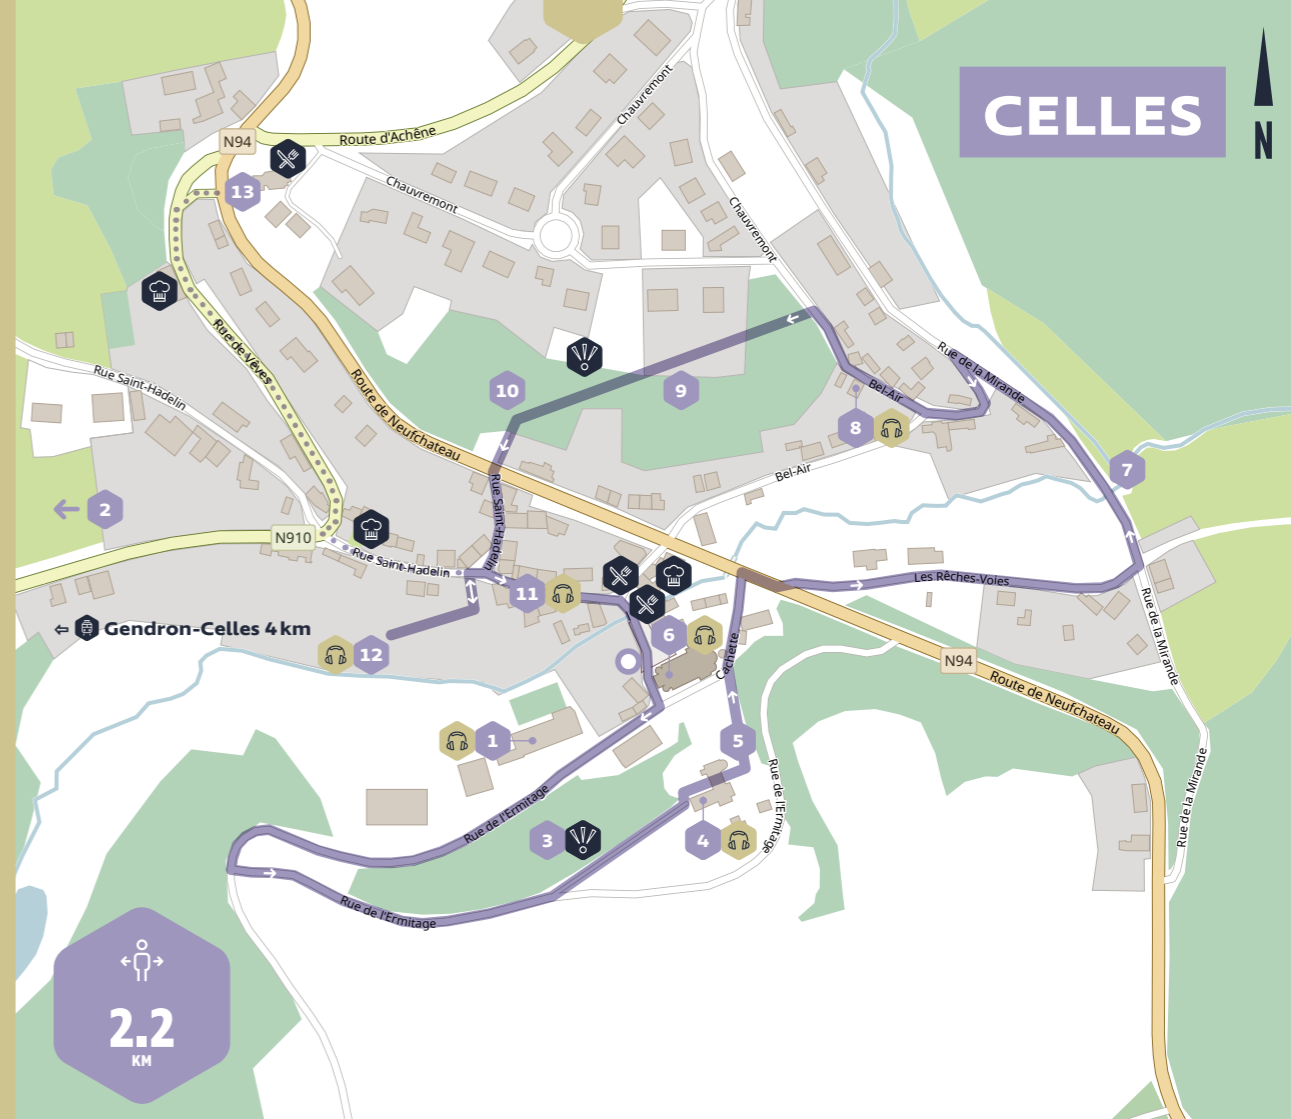 CELLES
N
N94
Route d'Achêne
Chauvremont
Chauvremont
Chauvremont
13
Rue de Vêves
Rue Saint-Hadelin
Route de Neufchateau
10
9
Rue de la Mirande
Bel-Air
8
7
Bel-Air
2
N910
Rue Saint-Hadelin
Rue Saint-Hadelin
Les Rêches-Voies
11
Gendron-Celles 4 km
12
6
Cachette
N94
Route de Neufchateau
Rue de la Mirande
Rue de la Mirande
1
5
Rue de l'Ermitage
Rue de l'Ermitage
3
4
Rue de l'Ermitage
2.2
KM